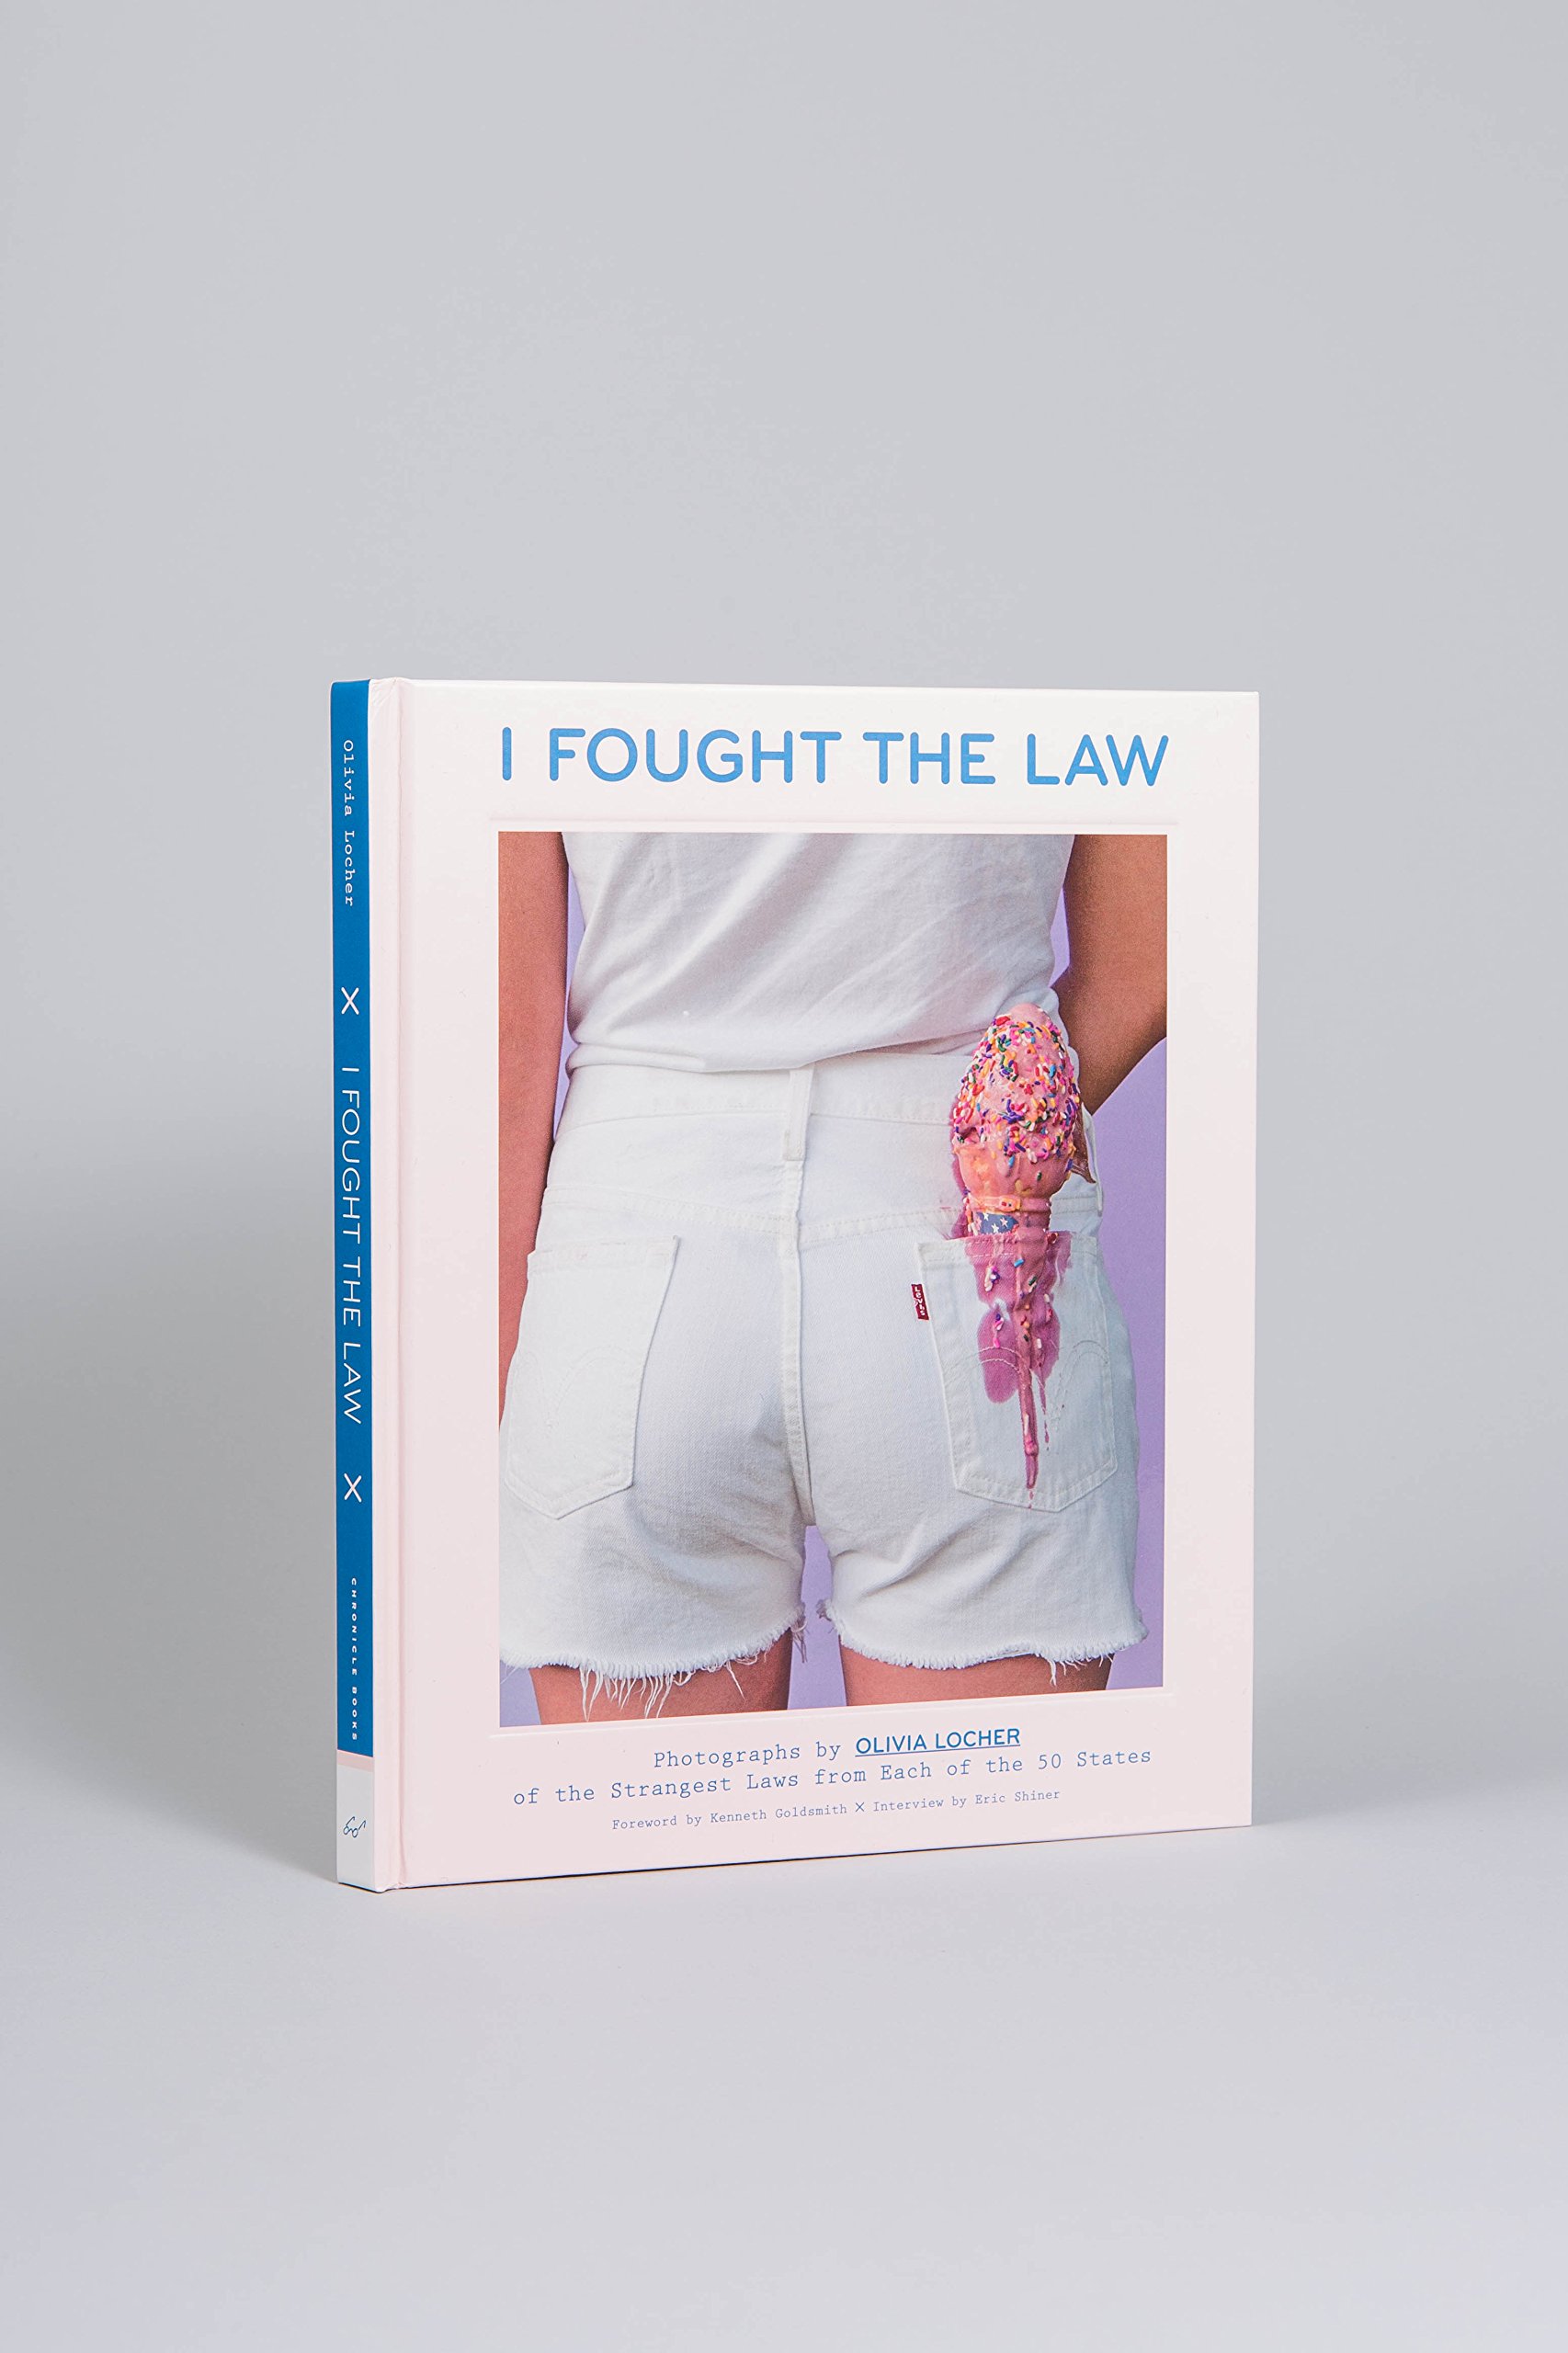 Olivia Locher X I FOUGHT THE LAW X CHRONICLE BOOKS
I FOUGHT THE LAW
LEVI'S
Photographs by OLIVIA LOCHER
of the Strangest Laws from Each of the 50 States
Foreword by Kenneth Goldsmith X Interview by Eric Shiner